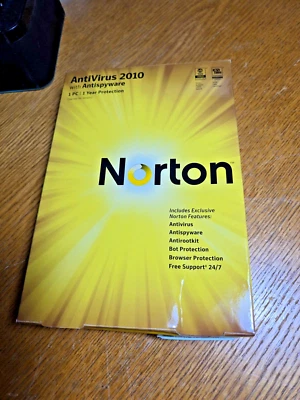 AntiVirus 2010
With Antispyware
1 PC | 1 Year Protection
Norton™
Includes Exclusive
Norton Features:
Antivirus
Antispyware
Antirootkit
Bot Protection
Browser Protection
Free Support* 24/7